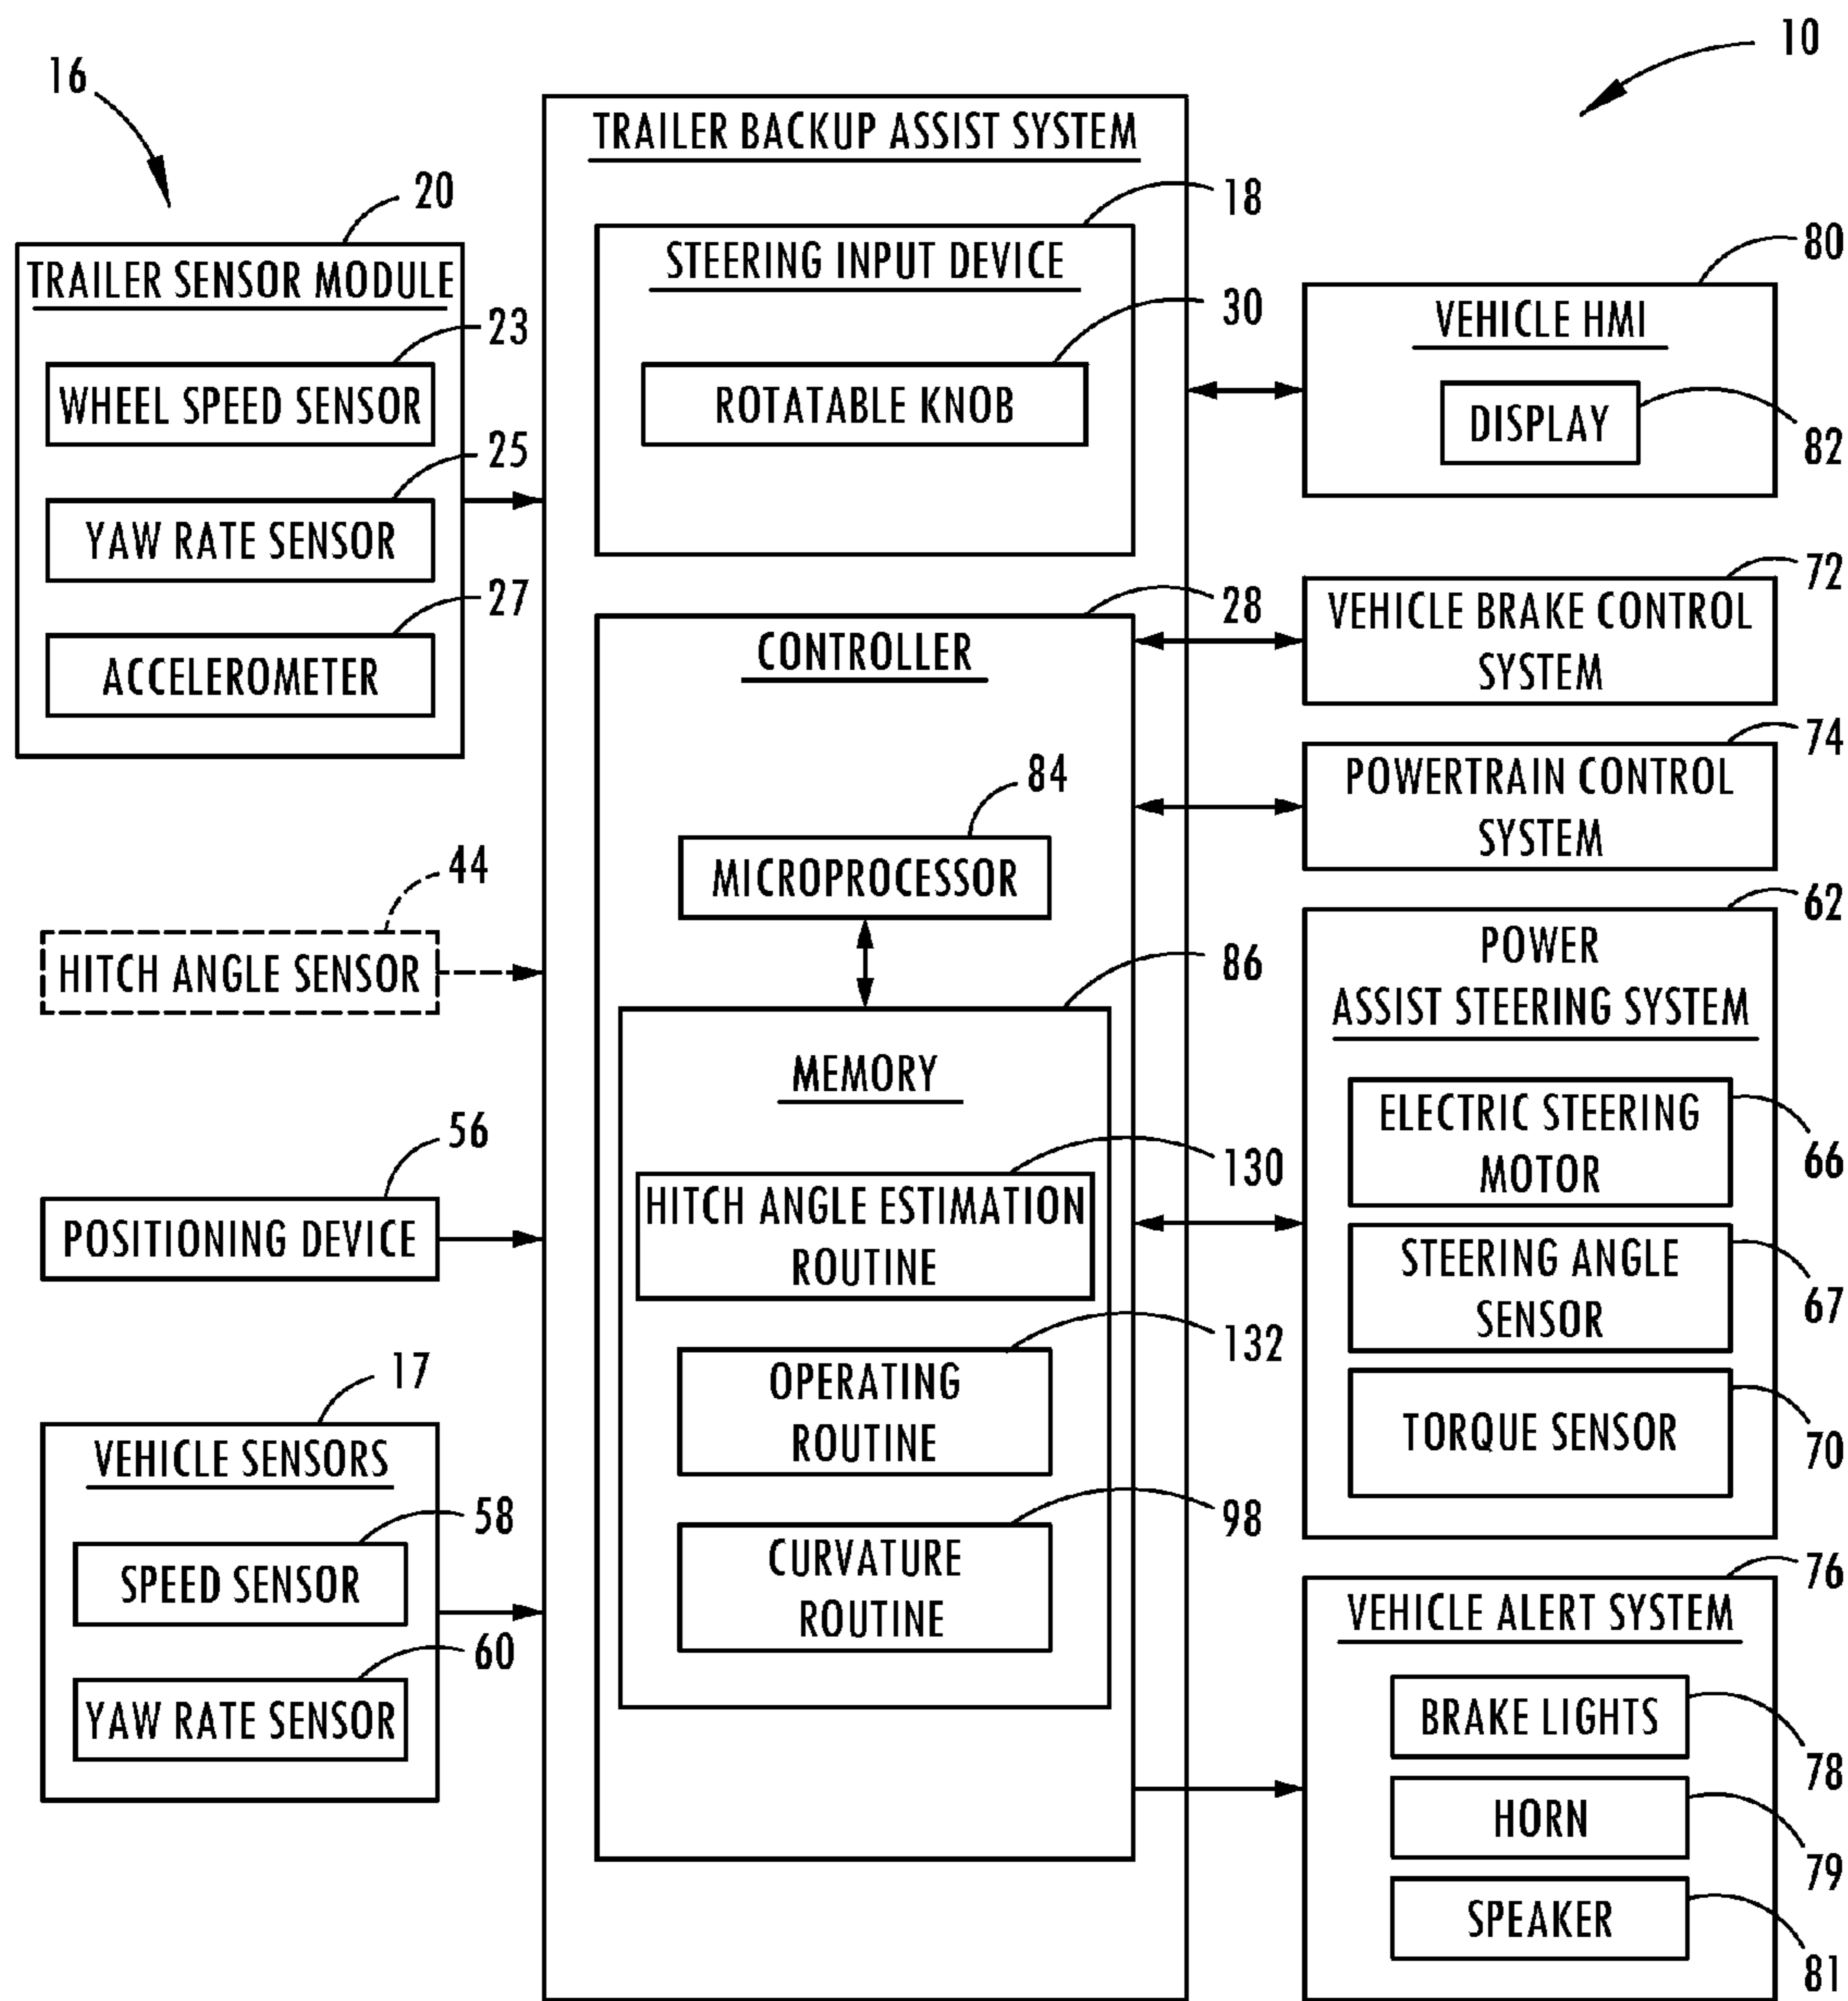 10
16
TRAILER BACKUP ASSIST SYSTEM
20
TRAILER SENSOR MODULE
23
WHEEL SPEED SENSOR
25
YAW RATE SENSOR
27
ACCELEROMETER
44
HITCH ANGLE SENSOR
56
POSITIONING DEVICE
17
VEHICLE SENSORS
58
SPEED SENSOR
60
YAW RATE SENSOR
18
STEERING INPUT DEVICE
30
ROTATABLE KNOB
28
CONTROLLER
84
MICROPROCESSOR
86
MEMORY
130
HITCH ANGLE ESTIMATION
ROUTINE
132
OPERATING
ROUTINE
98
CURVATURE
ROUTINE
80
VEHICLE HMI
DISPLAY
82
72
VEHICLE BRAKE CONTROL
SYSTEM
74
POWERTRAIN CONTROL
SYSTEM
62
POWER
ASSIST STEERING SYSTEM
ELECTRIC STEERING
MOTOR
66
STEERING ANGLE
SENSOR
67
TORQUE SENSOR
70
76
VEHICLE ALERT SYSTEM
BRAKE LIGHTS
78
HORN
79
SPEAKER
81